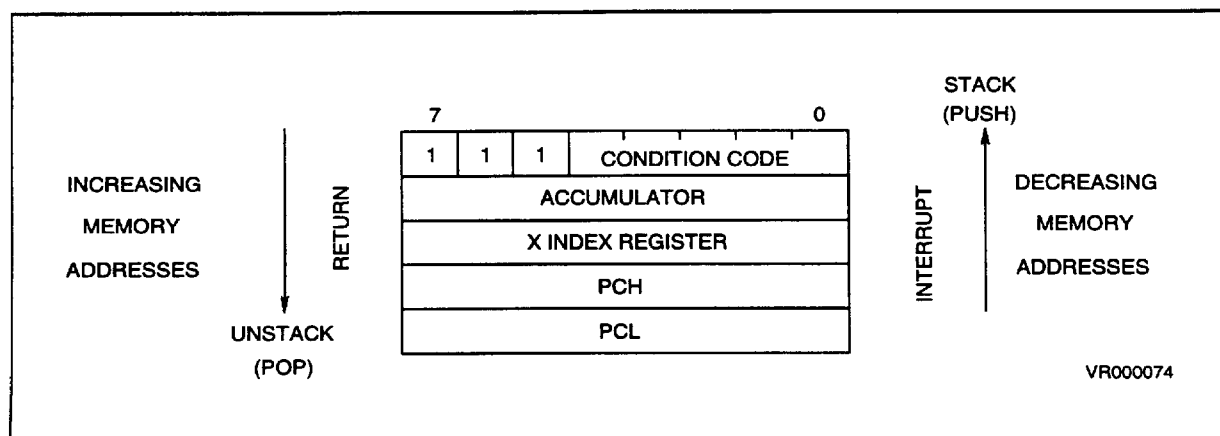 STACK
(PUSH)
7 0
1 1 1 CONDITION CODE
INCREASING
MEMORY
ADDRESSES
RETURN
ACCUMULATOR
X INDEX REGISTER
PCH
PCL
INTERRUPT
DECREASING
MEMORY
ADDRESSES
UNSTACK
(POP)
VR000074